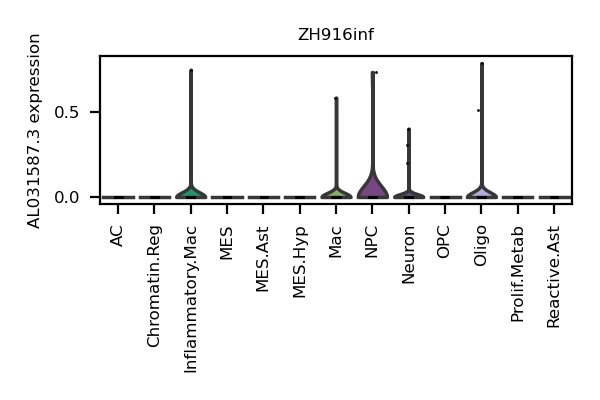 ZH916inf
AL031587.3 expression
0.5
0.0
AC
Chromatin.Reg
Inflammatory.Mac
MES
MES.Ast
MES.Hyp
Mac
NPC
Neuron
OPC
Oligo
Prolif.Metab
Reactive.Ast